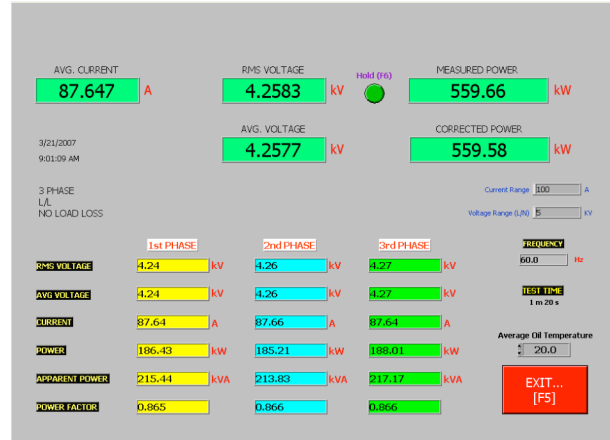 AVG. CURRENT RMS VOLTAGE Hold (F6) MEASURED POWER
87.647 A 4.2583 kV 559.66 kW
AVG. VOLTAGE CORRECTED POWER
3/21/2007 4.2577 kV 559.58 kW
9:01:09 AM
3 PHASE Current Range 100 A
L/L
NO LOAD LOSS Voltage Range (L/N) 5 KV
1st PHASE 2nd PHASE 3rd PHASE FREQUENCY
RMS VOLTAGE 4.24 kV 4.26 kV 4.27 kV 60.0 Hz
AVG VOLTAGE 4.24 kV 4.26 kV 4.27 kV TEST TIME
1 m 20 s
CURRENT 87.64 A 87.66 A 87.64 A
Average Oil Temperature
POWER 186.43 kW 185.21 kW 188.01 kW 20.0
APPARENT POWER 215.44 kVA 213.83 kVA 217.17 kVA EXIT...
[F5]
POWER FACTOR 0.865 0.866 0.866